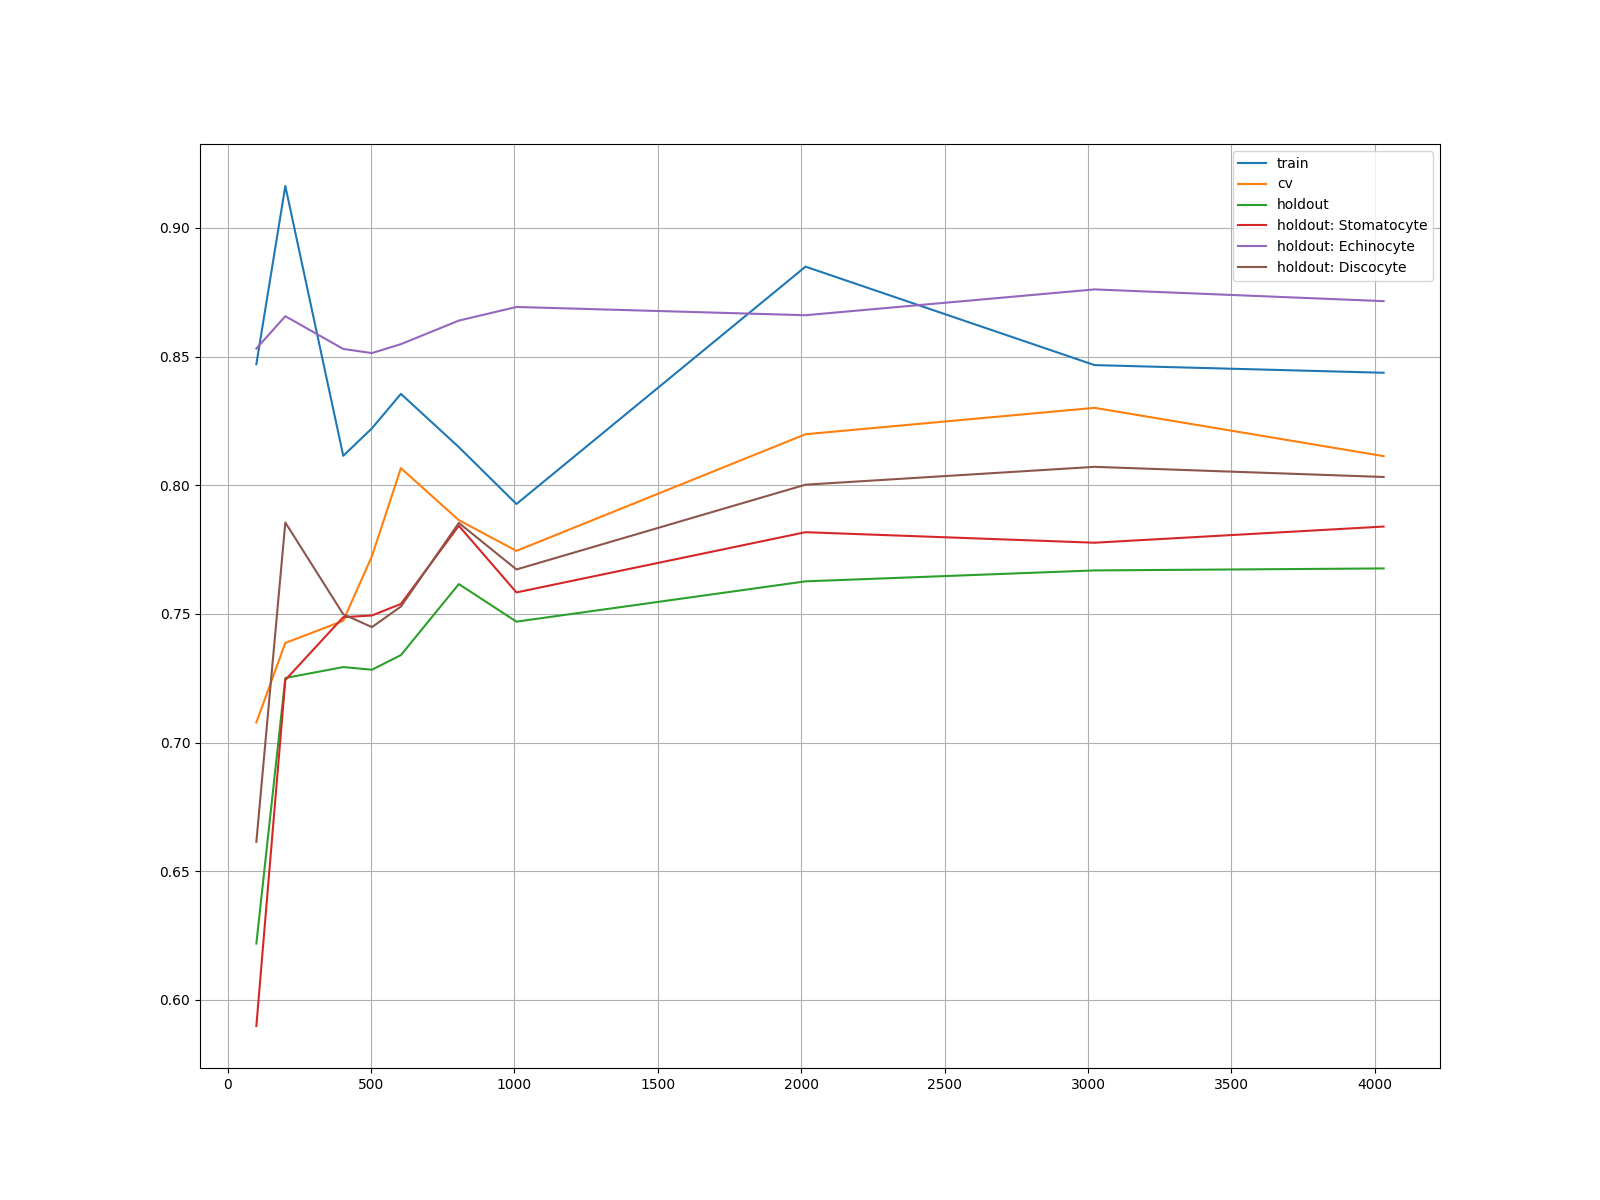 train
cv
holdout
holdout: Stomatocyte
holdout: Echinocyte
holdout: Discocyte
0.90
0.85
0.80
0.75
0.70
0.65
0.60
0 500 1000 1500 2000 2500 3000 3500 4000